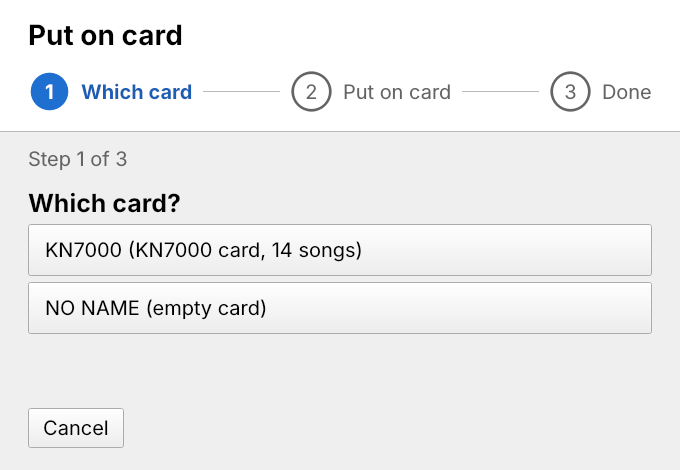 Put on card
1 Which card 2 Put on card 3 Done
Step 1 of 3
Which card?
KN7000 (KN7000 card, 14 songs)
NO NAME (empty card)
Cancel